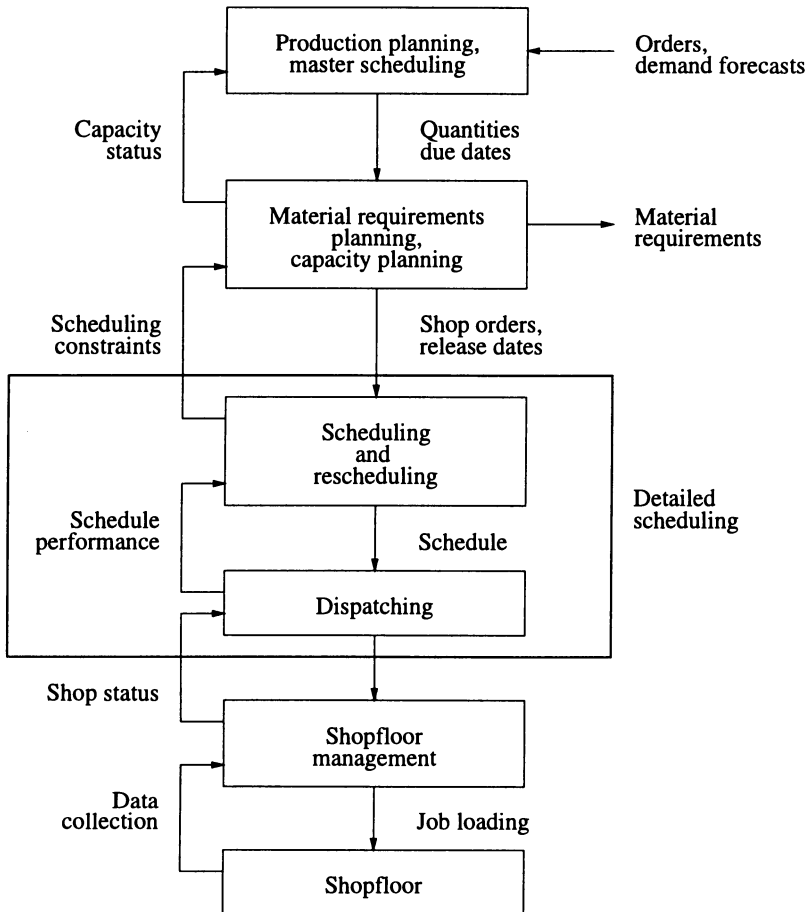 Production planning,
master scheduling
Orders,
demand forecasts
Capacity
status
Quantities
due dates
Material requirements
planning,
capacity planning
Material
requirements
Scheduling
constraints
Shop orders,
release dates
Scheduling
and
rescheduling
Detailed
scheduling
Schedule
performance
Schedule
Dispatching
Shop status
Shopfloor
management
Data
collection
Job loading
Shopfloor